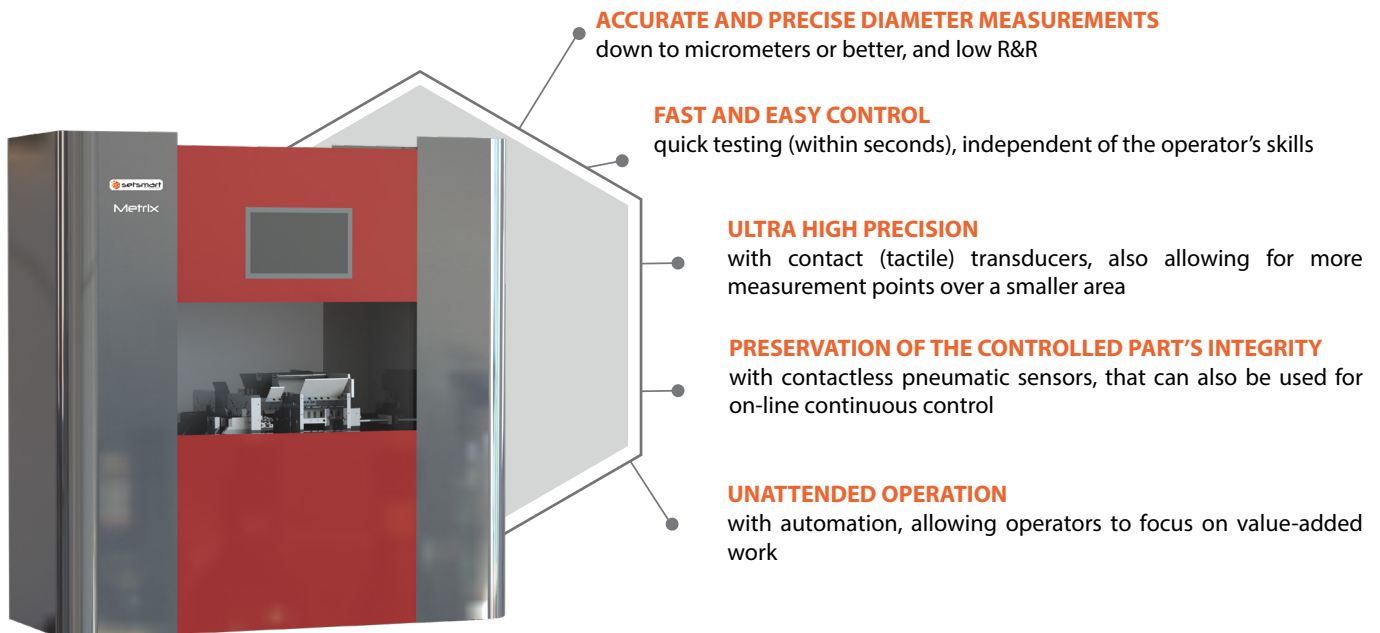 ACCURATE AND PRECISE DIAMETER MEASUREMENTS
down to micrometers or better, and low R&R
FAST AND EASY CONTROL
quick testing (within seconds), independent of the operator's skills
setsmart
Metrix
ULTRA HIGH PRECISION
with contact (tactile) transducers, also allowing for more
measurement points over a smaller area
PRESERVATION OF THE CONTROLLED PART'S INTEGRITY
with contactless pneumatic sensors, that can also be used for
on-line continuous control
UNATTENDED OPERATION
with automation, allowing operators to focus on value-added
work